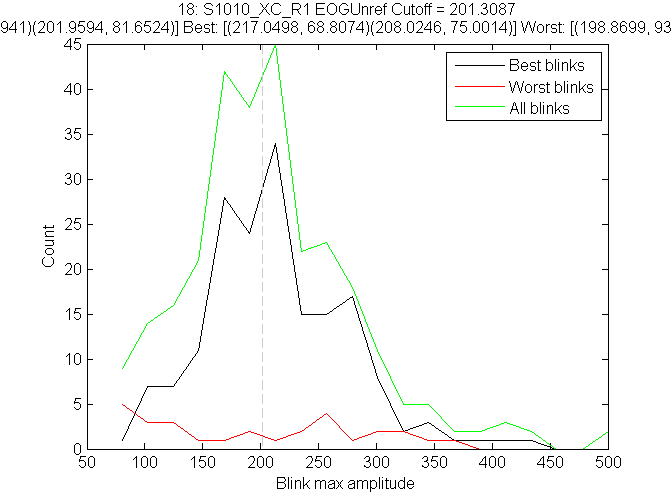 18: S1010_XC_R1 EOGUnref Cutoff = 201.3087
941)(201.9594, 81.6524)] Best: [(217.0498, 68.8074)(208.0246, 75.0014)] Worst: [(198.8699, 93
45
40
35
30
25
20
15
10
5
0
Count
Best blinks
Worst blinks
All blinks
50
100
150
200
250
300
350
400
450
500
Blink max amplitude